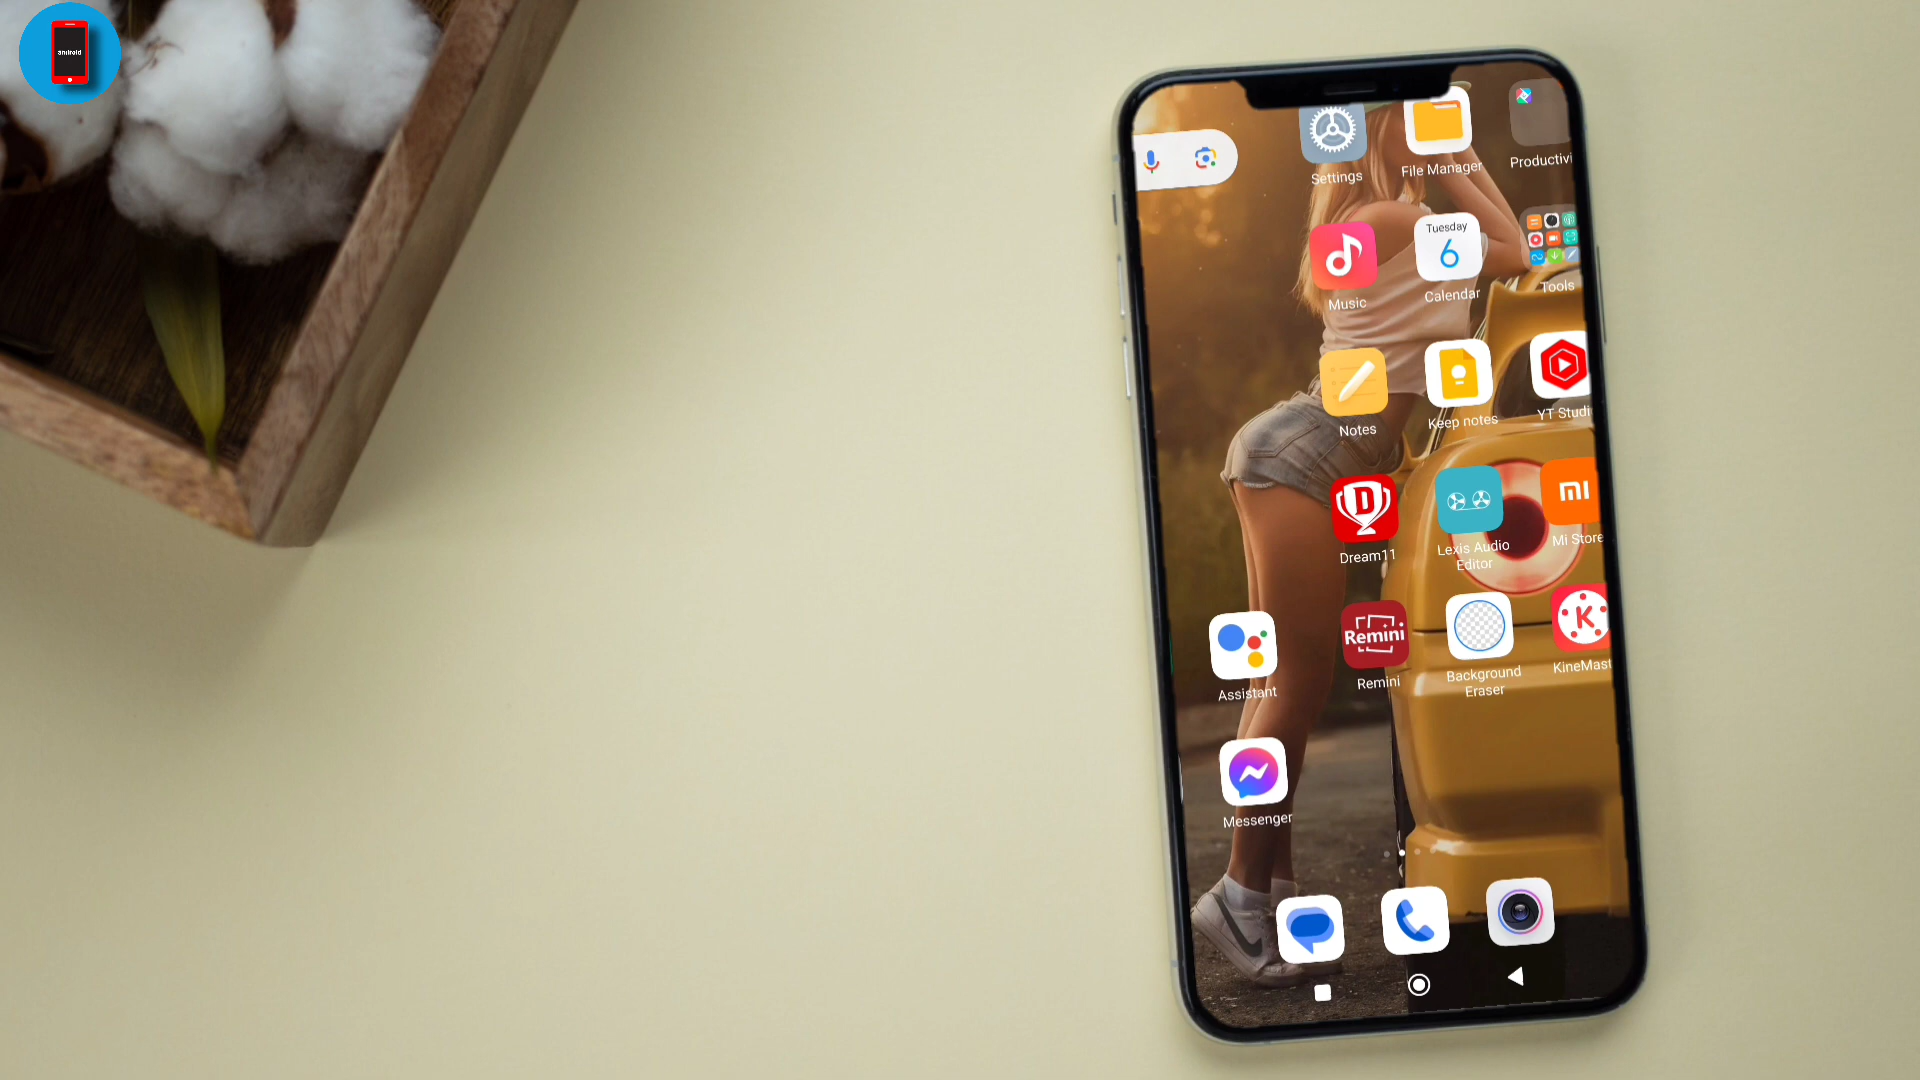 android
Settings
File Manager
Productivi
Music
Tuesday
6
Calendar
Tools
Notes
Keep notes
YT Studi
D
Dream11
Lexis Audio
Editor
mi
Mi Store
Assistant
Remini
Remini
Background
Eraser
K
KineMast
Messenger